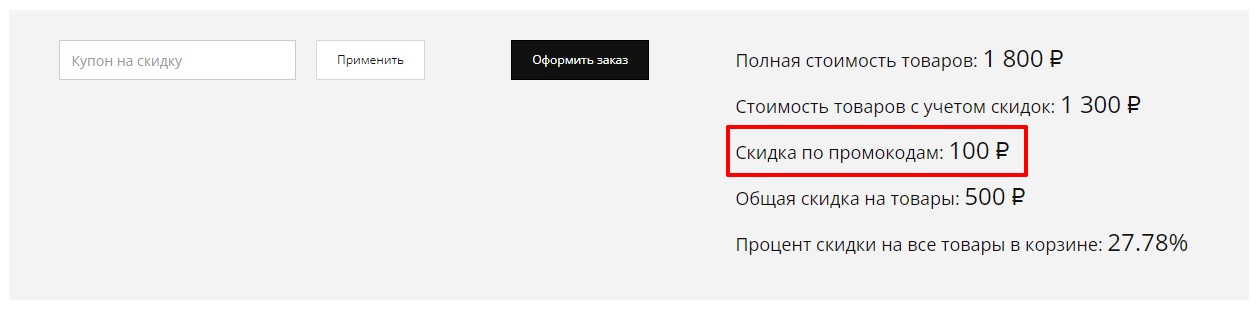 Купон на скидку
Применить
Оформить заказ
Полная стоимость товаров: 1 800 ₽
Стоимость товаров с учетом скидок: 1 300 ₽
Скидка по промокодам: 100 ₽
Общая скидка на товары: 500 ₽
Процент скидки на все товары в корзине: 27.78%